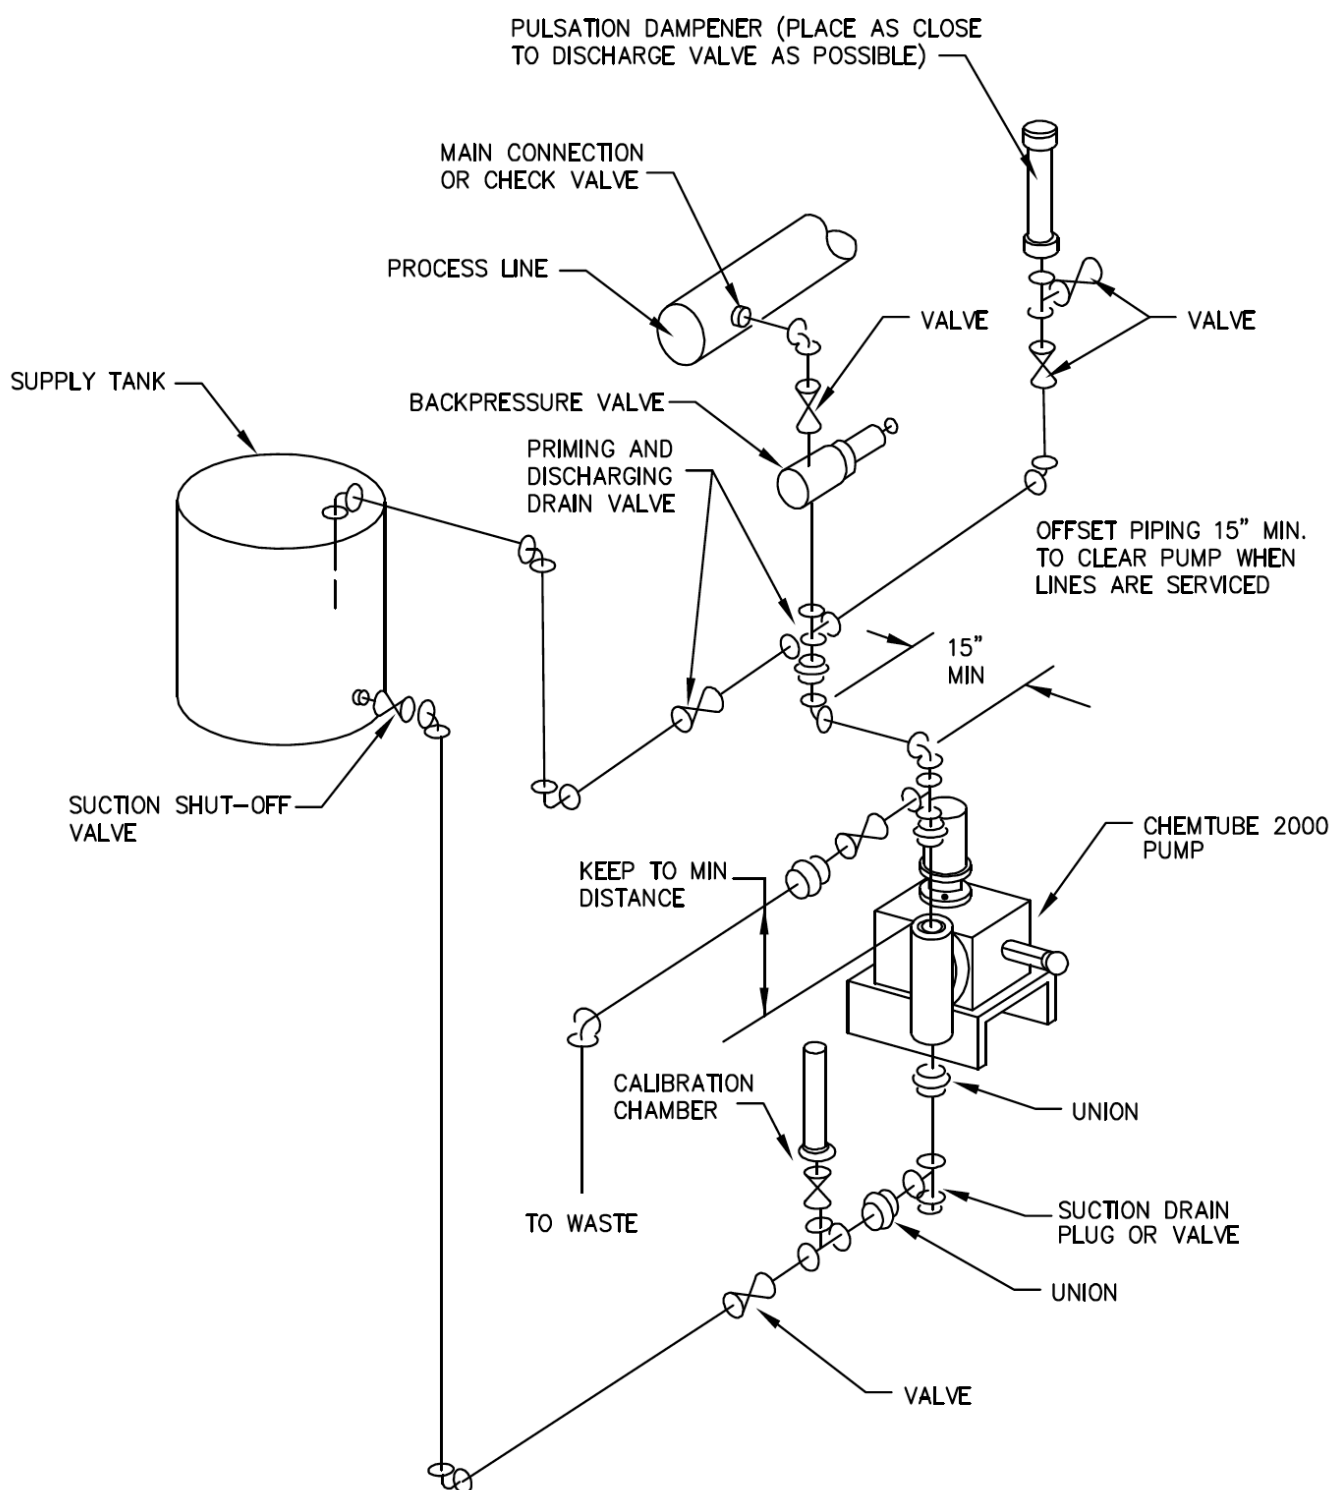 PULSATION DAMPENER (PLACE AS CLOSE
TO DISCHARGE VALVE AS POSSIBLE)
MAIN CONNECTION
OR CHECK VALVE
PROCESS LINE
VALVE
VALVE
SUPPLY TANK
BACKPRESSURE VALVE
PRIMING AND
DISCHARGING
DRAIN VALVE
OFFSET PIPING 15" MIN.
TO CLEAR PUMP WHEN
LINES ARE SERVICED
15"
MIN
SUCTION SHUT-OFF
VALVE
CHEMTUBE 2000
PUMP
KEEP TO MIN
DISTANCE
CALIBRATION
CHAMBER
UNION
TO WASTE
SUCTION DRAIN
PLUG OR VALVE
UNION
VALVE